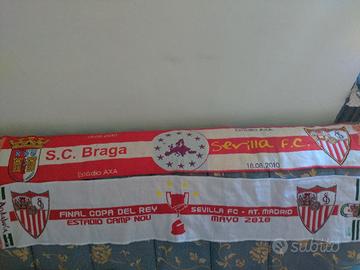 S.C. Braga
Sevilla F.C.
Estádio AXA
18.08.2010
FINAL COPA DEL REY
SEVILLA FC - AT. MADRID
ESTADIO CAMP NOU
MAYO 2010
subito